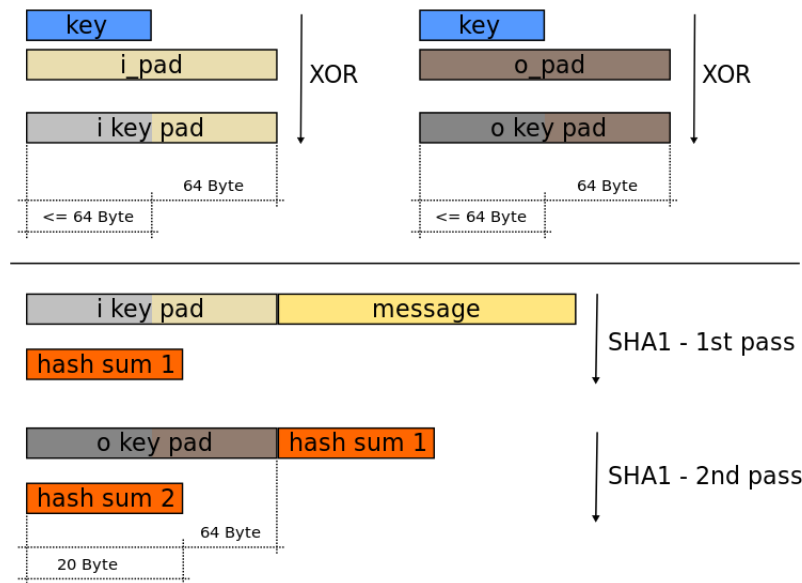 key
i_pad
XOR
i key pad
64 Byte
<= 64 Byte
key
o_pad
XOR
o key pad
64 Byte
<= 64 Byte
i key pad message
SHA1 - 1st pass
hash sum 1
o key pad hash sum 1
SHA1 - 2nd pass
hash sum 2
64 Byte
20 Byte